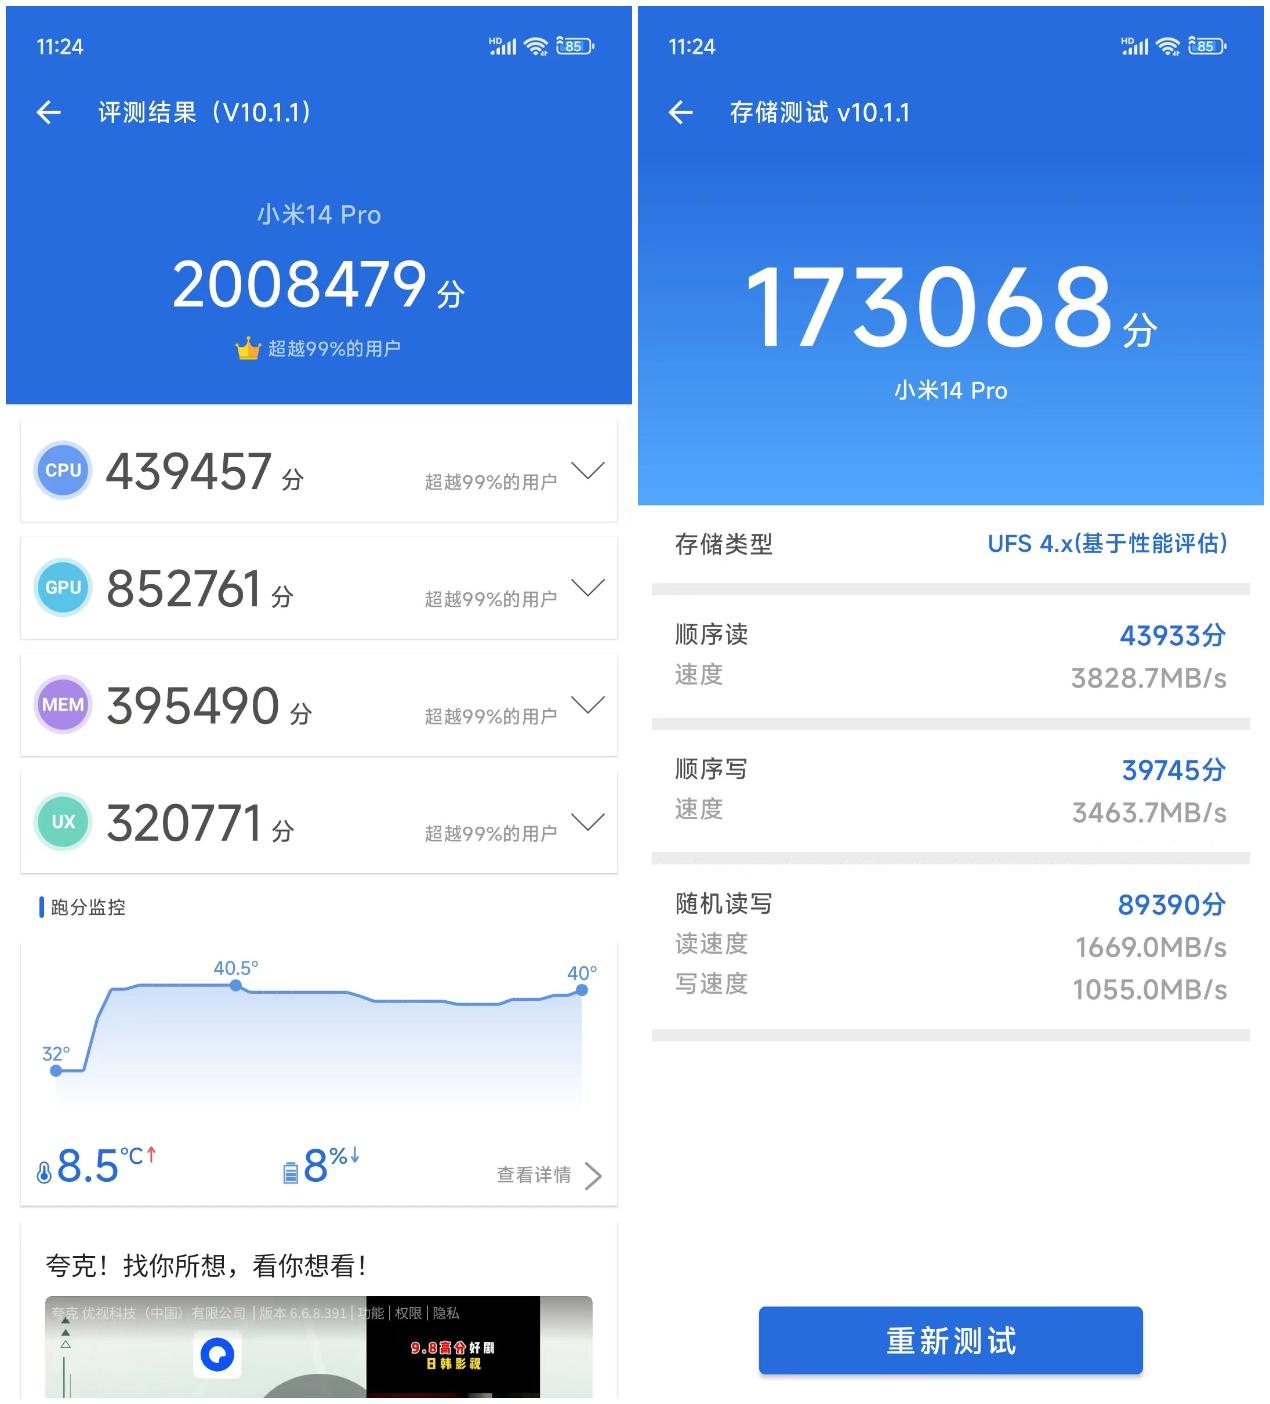 11:24
HD
85
评测结果（V10.1.1）
小米14 Pro
2008479 分
超越99%的用户
CPU 439457 分 超越99%的用户
GPU 852761 分 超越99%的用户
MEM 395490 分 超越99%的用户
UX 320771 分 超越99%的用户
跑分监控
40.5°
40°
32°
8.5℃↑ 8%↓ 查看详情
夸克！找你所想，看你想看！
夸克 优视科技（中国）有限公司 | 版本 6.6.8.391 | 功能 | 权限 | 隐私
9.8高分好剧
日韩影视
11:24
HD
85
存储测试 v10.1.1
173068分
小米14 Pro
存储类型 UFS 4.x(基于性能评估)
顺序读 43933分
速度 3828.7MB/s
顺序写 39745分
速度 3463.7MB/s
随机读写 89390分
读速度 1669.0MB/s
写速度 1055.0MB/s
重新测试